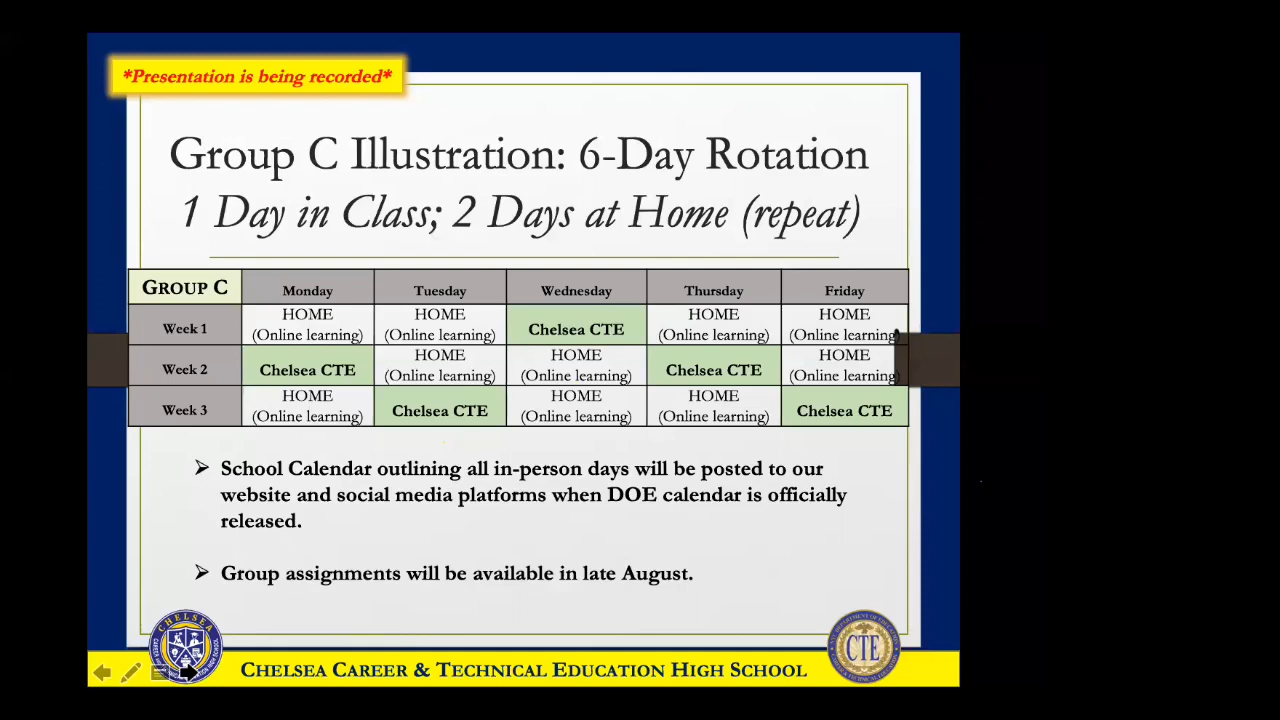 *Presentation is being recorded*
Group C Illustration: 6-Day Rotation
1 Day in Class; 2 Days at Home (repeat)
GROUP C Monday Tuesday Wednesday Thursday Friday
Week 1 HOME (Online learning) HOME (Online learning) Chelsea CTE HOME (Online learning) HOME (Online learning)
Week 2 Chelsea CTE HOME (Online learning) HOME (Online learning) Chelsea CTE HOME (Online learning)
Week 3 HOME (Online learning) Chelsea CTE HOME (Online learning) HOME (Online learning) Chelsea CTE
➢ School Calendar outlining all in-person days will be posted to our
website and social media platforms when DOE calendar is officially
released.
➢ Group assignments will be available in late August.
CHELSEA
CTE
CHELSEA CAREER & TECHNICAL EDUCATION HIGH SCHOOL